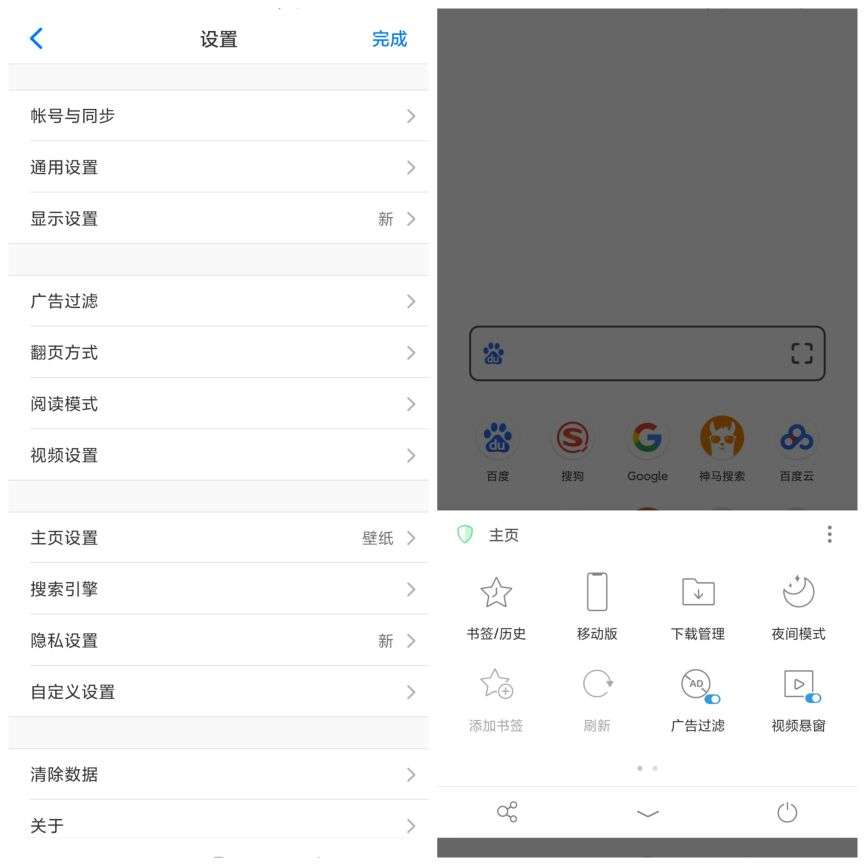 设置
完成
帐号与同步
通用设置
显示设置 新
广告过滤
翻页方式
阅读模式
视频设置
主页设置 壁纸
搜索引擎
隐私设置 新
自定义设置
清除数据
关于
du
du S G
百度 搜狗 Google 神马搜索 百度云
主页
书签/历史 移动版 下载管理 夜间模式
AD
添加书签 刷新 广告过滤 视频悬窗